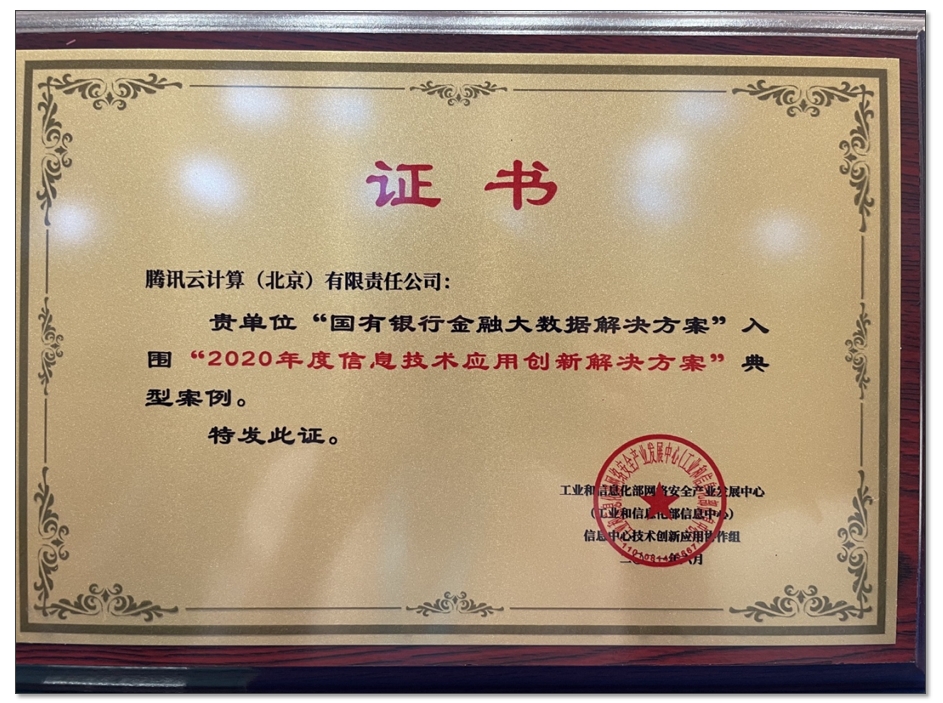 证书
腾讯云计算（北京）有限责任公司：
贵单位“国有银行金融大数据解决方案”入
围“2020年度信息技术应用创新解决方案”典
型案例。
特发此证。
工业和信息化部网络安全产业发展中心
（工业和信息化部信息中心）
信息中心技术创新应用协作组